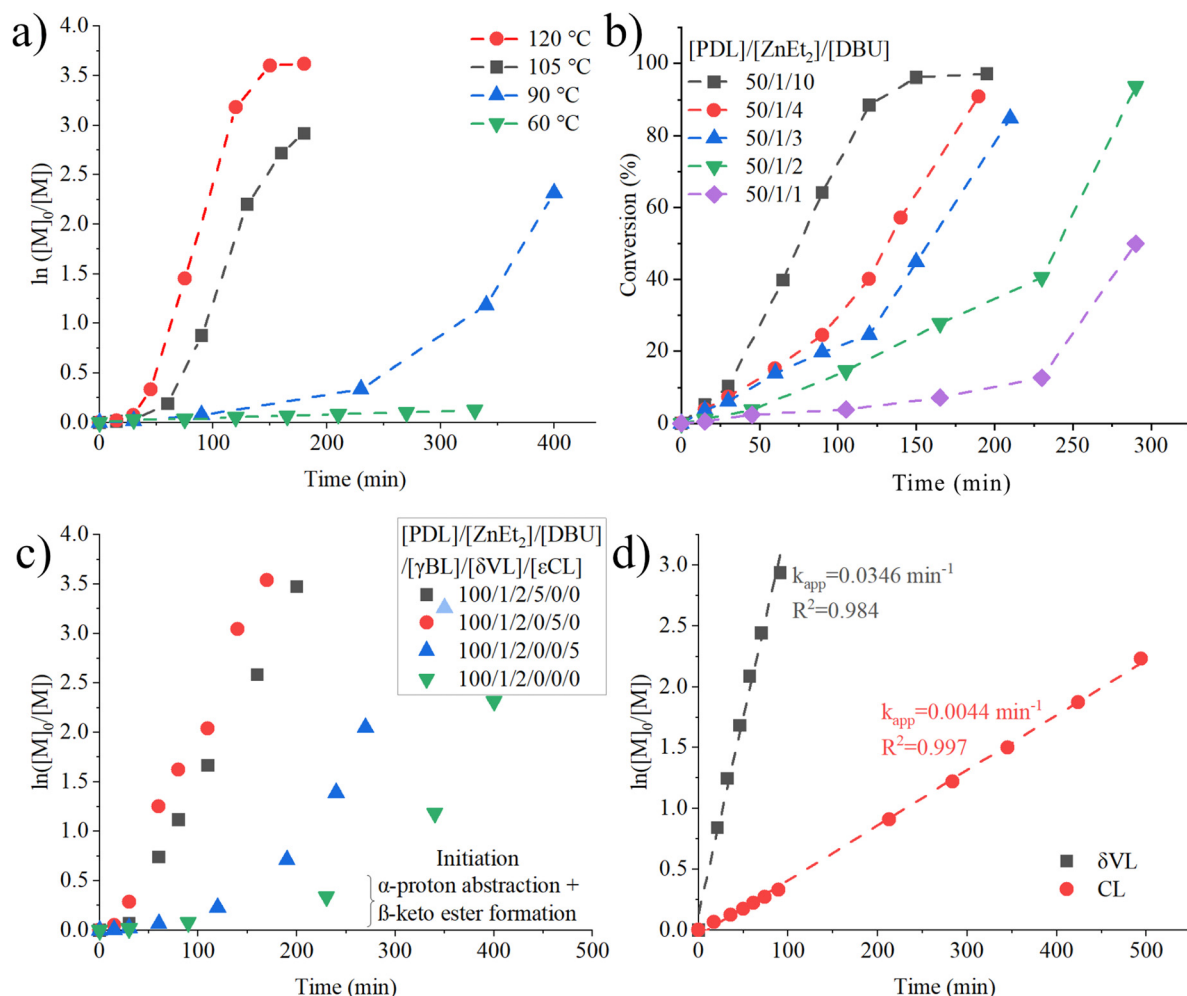 a)
4.0
3.5
3.0
2.5
2.0
1.5
1.0
0.5
0.0
ln ([M]₀/[M])
120 °C
105 °C
90 °C
60 °C
0 100 200 300 400
Time (min)
b)
[PDL]/[ZnEt₂]/[DBU]
100
80
60
40
20
0
Conversion (%)
50/1/10
50/1/4
50/1/3
50/1/2
50/1/1
0 50 100 150 200 250 300
Time (min)
c)
4.0
3.5
3.0
2.5
2.0
1.5
1.0
0.5
0.0
ln([M]₀/[M])
[PDL]/[ZnEt₂]/[DBU]
/[γBL]/[δVL]/[εCL]
100/1/2/5/0/0
100/1/2/0/5/0
100/1/2/0/0/5
100/1/2/0/0/0
Initiation
α-proton abstraction +
ß-keto ester formation
0 100 200 300 400 500
Time (min)
d)
3.0
2.5
2.0
1.5
1.0
0.5
0.0
ln([M]₀/[M])
k_app=0.0346 min⁻¹
R²=0.984
k_app=0.0044 min⁻¹
R²=0.997
δVL
CL
0 100 200 300 400 500
Time (min)